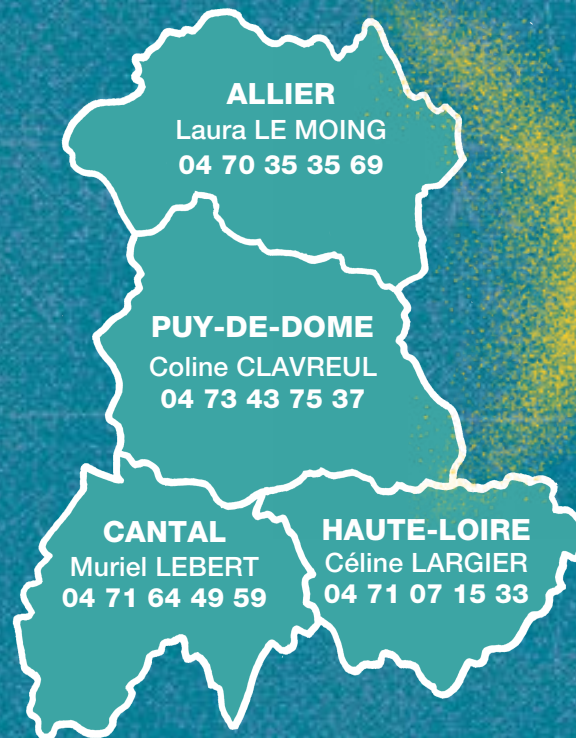 ALLIER
Laura LE MOING
04 70 35 35 69
PUY-DE-DOME
Coline CLAVREUL
04 73 43 75 37
CANTAL
Muriel LEBERT
04 71 64 49 59
HAUTE-LOIRE
Céline LARGIER
04 71 07 15 33